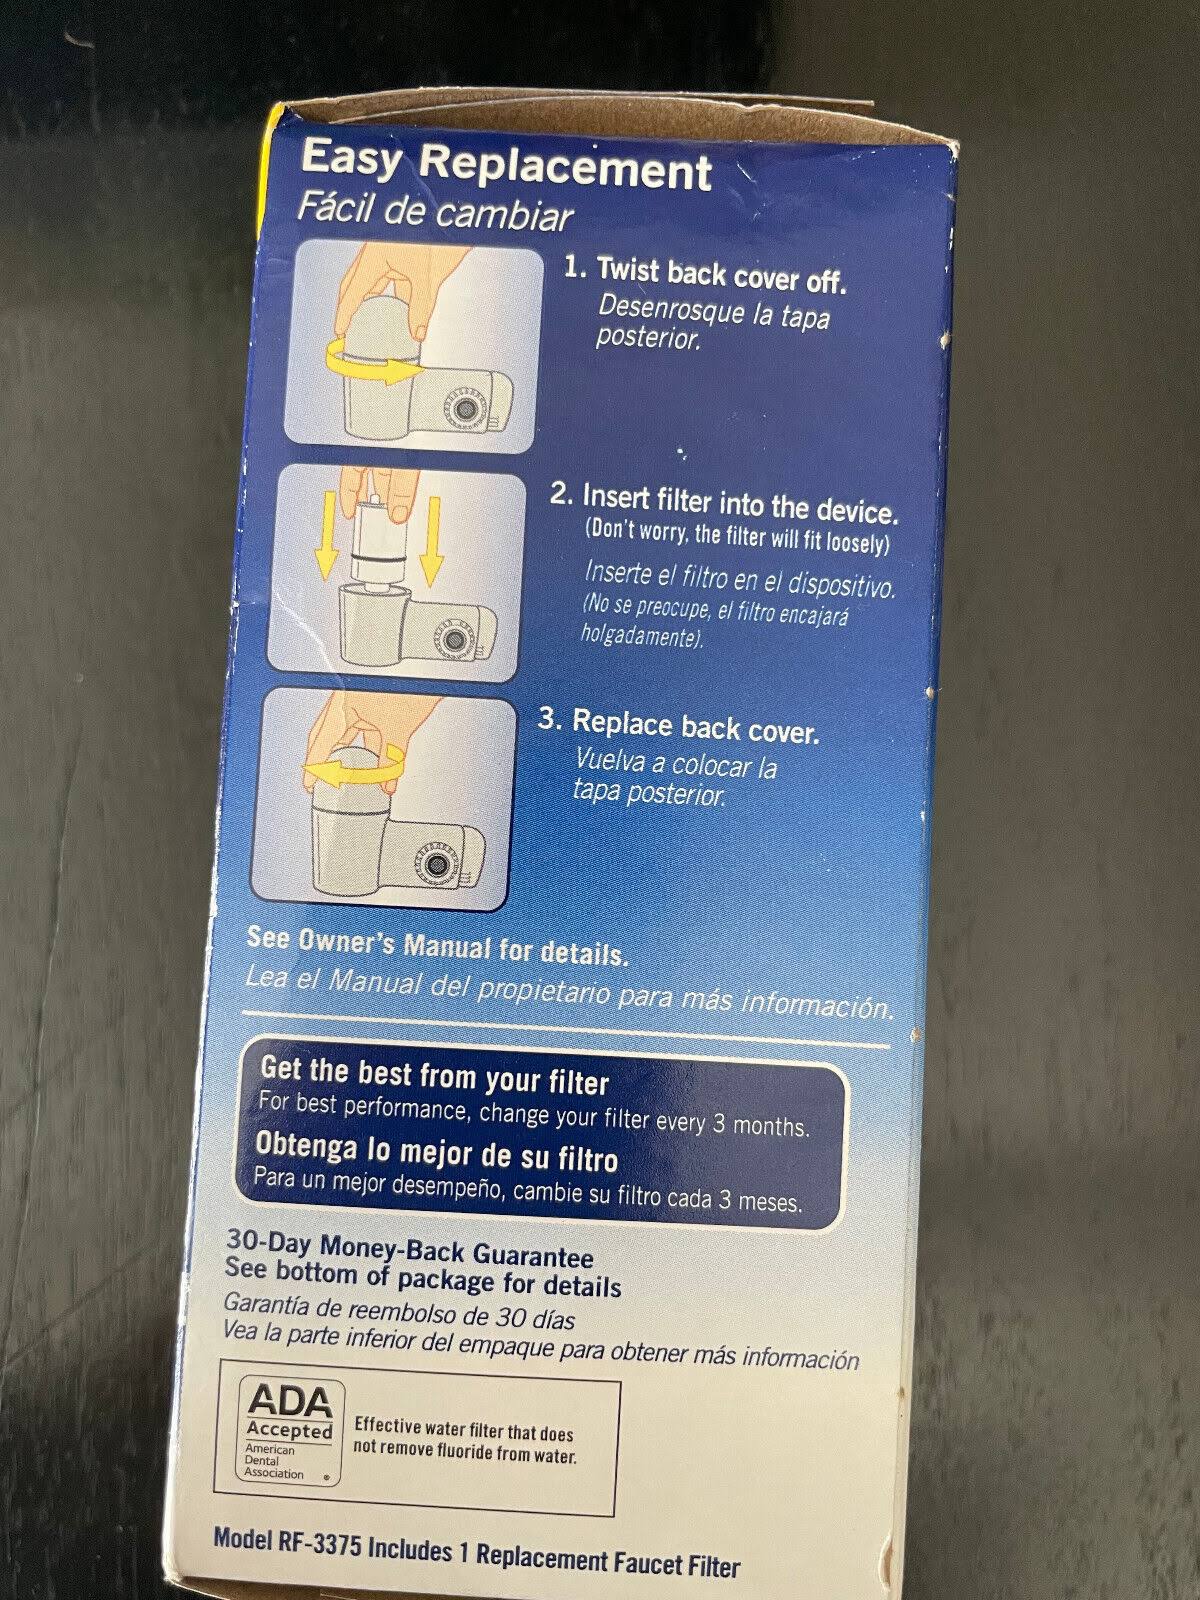 Easy Replacement
Fácil de cambiar
1. Twist back cover off.
Desenrosque la tapa
posterior.
2. Insert filter into the device.
(Don't worry, the filter will fit loosely)
Inserte el filtro en el dispositivo.
(No se preocupe, el filtro encajará
holgadamente).
3. Replace back cover.
Vuelva a colocar la
tapa posterior.
See Owner's Manual for details.
Lea el Manual del propietario para más información.
Get the best from your filter
For best performance, change your filter every 3 months.
Obtenga lo mejor de su filtro
Para un mejor desempeño, cambie su filtro cada 3 meses.
30-Day Money-Back Guarantee
See bottom of package for details
Garantía de reembolso de 30 días
Vea la parte inferior del empaque para obtener más información
ADA
Accepted
American
Dental
Association ®
Effective water filter that does
not remove fluoride from water.
Model RF-3375 Includes 1 Replacement Faucet Filter